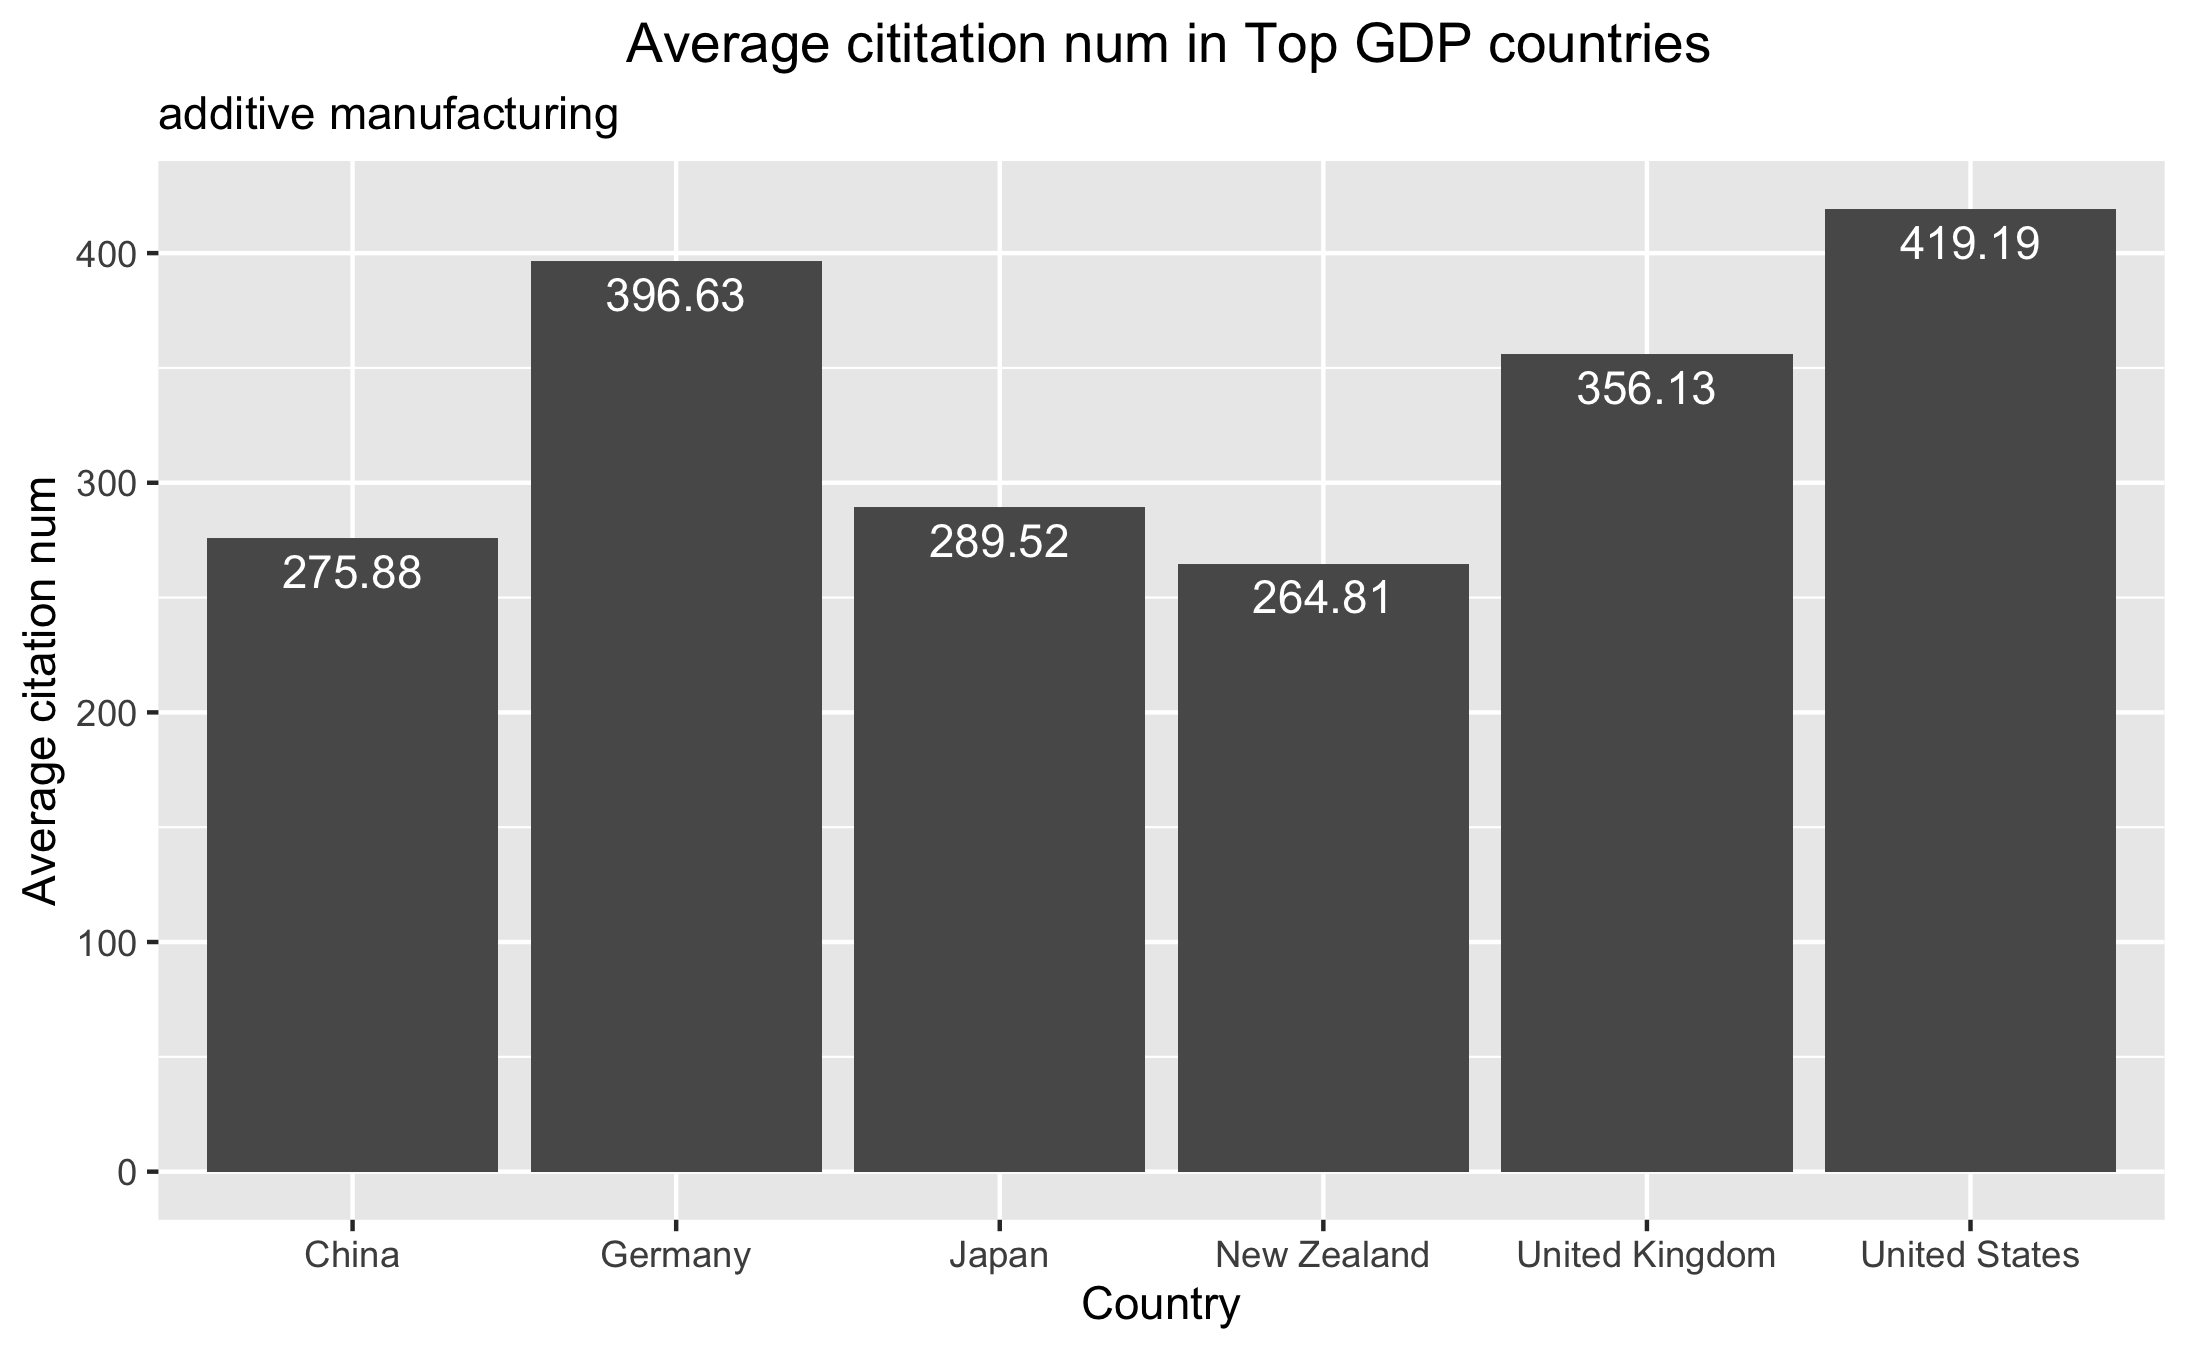 Average cititation num in Top GDP countries
additive manufacturing
Average citation num
400
300
200
100
0
275.88
396.63
289.52
264.81
356.13
419.19
China
Germany
Japan
New Zealand
United Kingdom
United States
Country